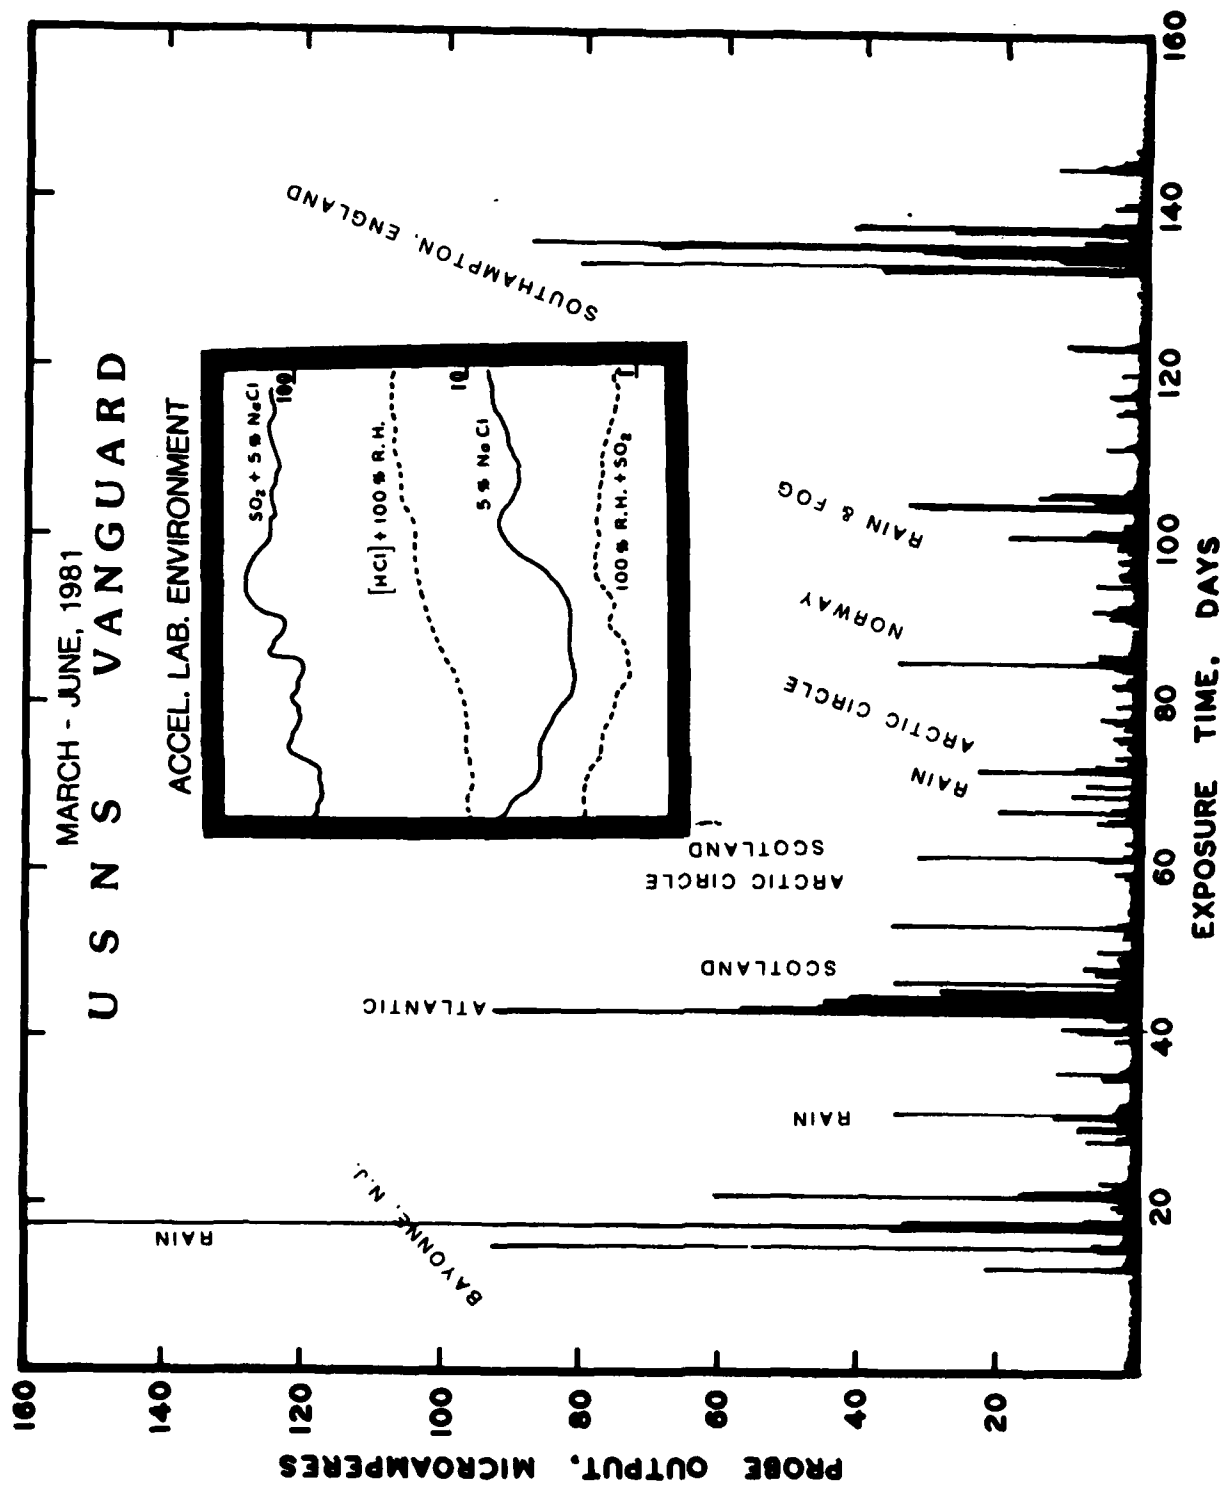 MARCH - JUNE, 1981
USNS VANGUARD
ACCEL. LAB. ENVIRONMENT
SO₂ + 5 % NaCl
100
[HCl] + 100 % R.H.
10
5 % NaCl
100 % R.H. + SO₂
1
RAIN
BAYONNE, N.J.
RAIN
ATLANTIC
SCOTLAND
ARCTIC CIRCLE
SCOTLAND
RAIN
ARCTIC CIRCLE
NORWAY
RAIN & FOG
SOUTHAMPTON, ENGLAND
PROBE OUTPUT, MICROAMPERES
160
140
120
100
80
60
40
20
20
40
60
80
100
120
140
160
EXPOSURE TIME, DAYS